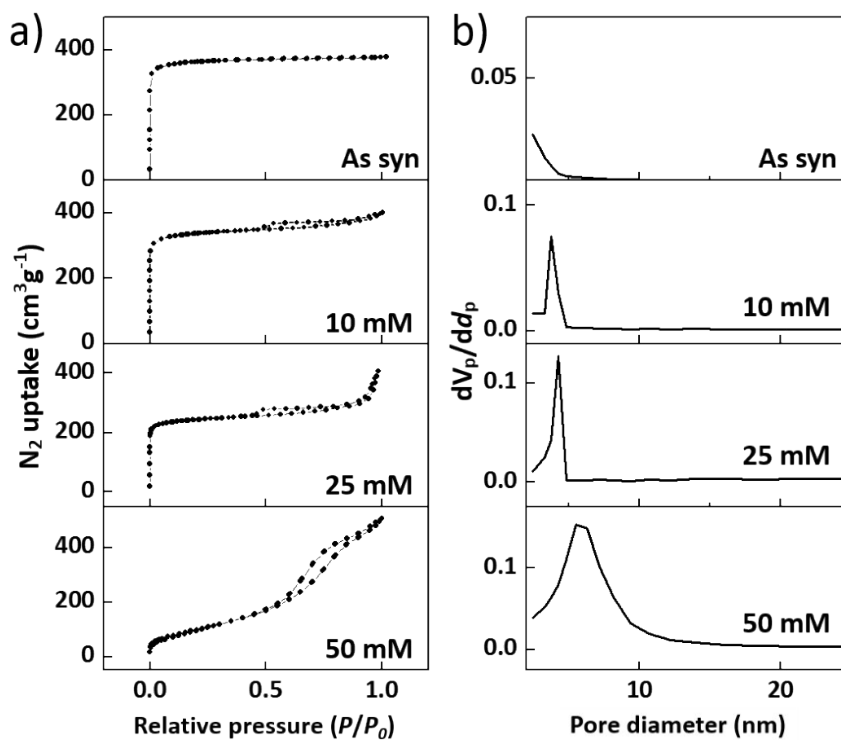 a)
N₂ uptake (cm³g⁻¹)
400
200
0
As syn
400
200
0
10 mM
400
200
0
25 mM
400
200
0
50 mM
0.0 0.5 1.0
Relative pressure (P/P₀)
b)
dVₚ/ddₚ
0.05
As syn
0.1
0.0
10 mM
0.1
0.0
25 mM
0.1
0.0
50 mM
10 20
Pore diameter (nm)